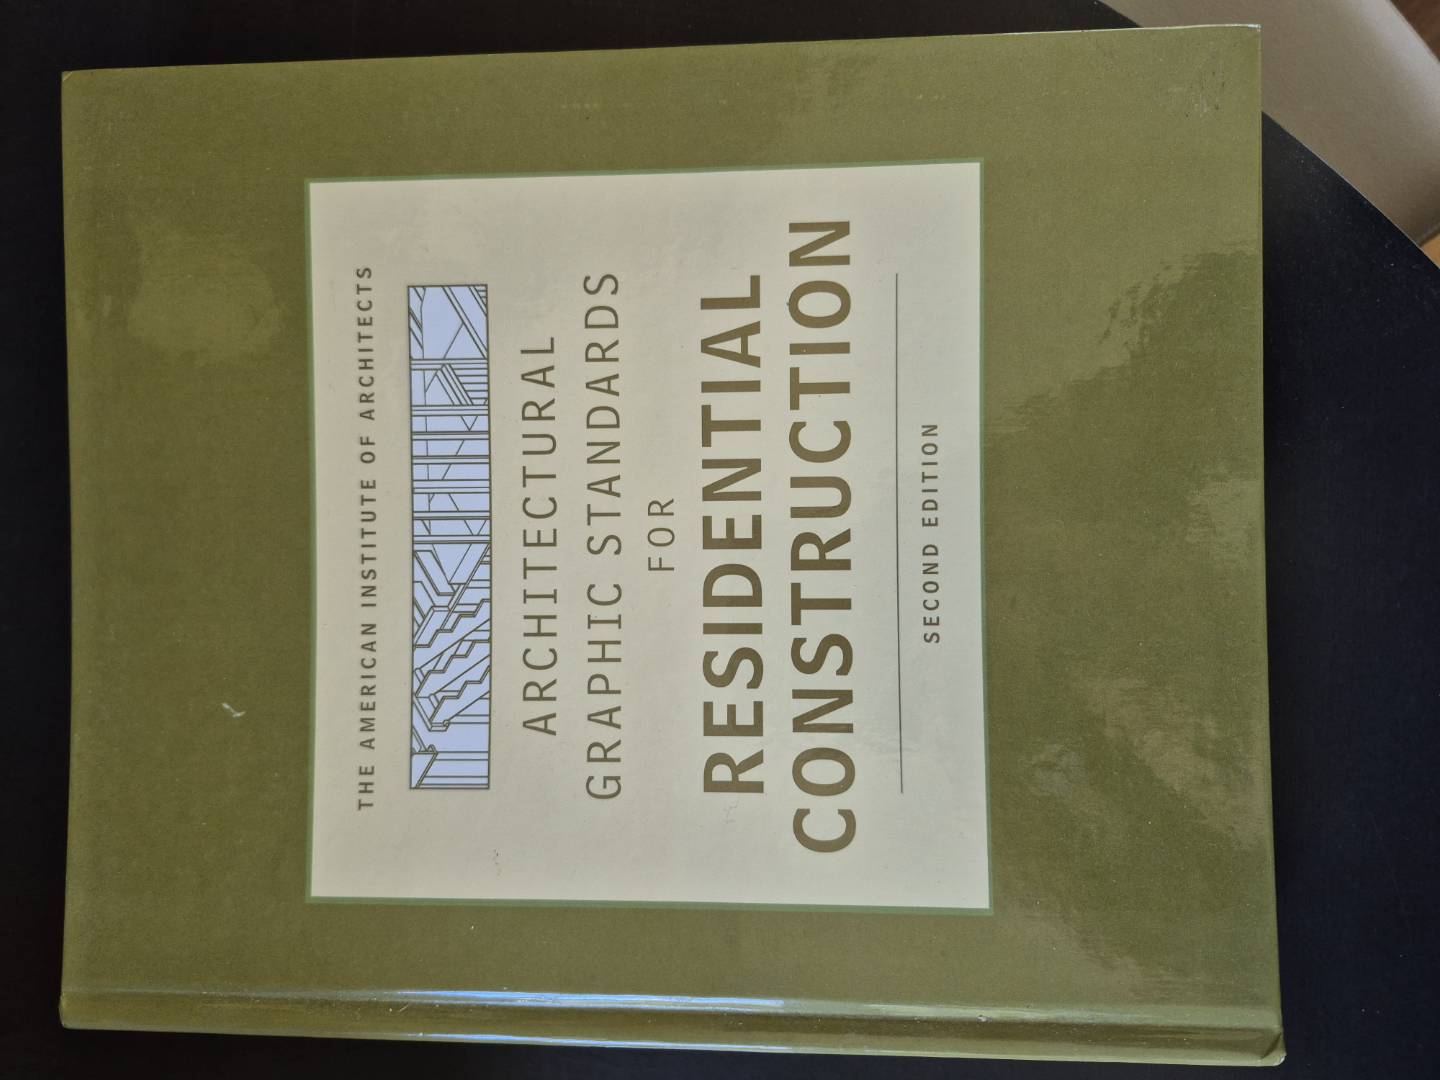 THE AMERICAN INSTITUTE OF ARCHITECTS
ARCHITECTURAL
GRAPHIC STANDARDS
FOR
RESIDENTIAL
CONSTRUCTION
SECOND EDITION